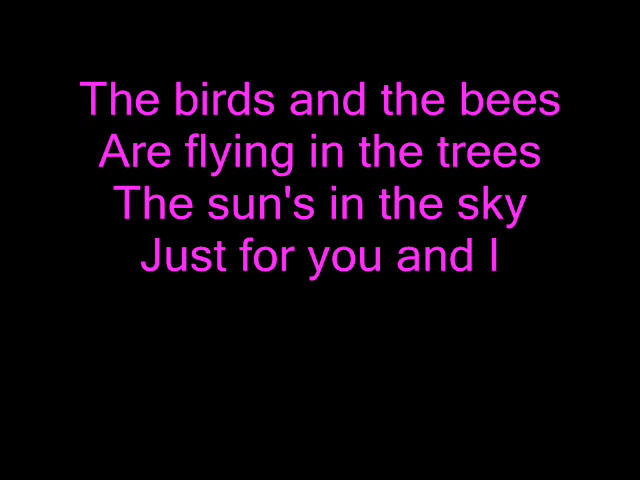 The birds and the bees
Are flying in the trees
The sun's in the sky
Just for you and I